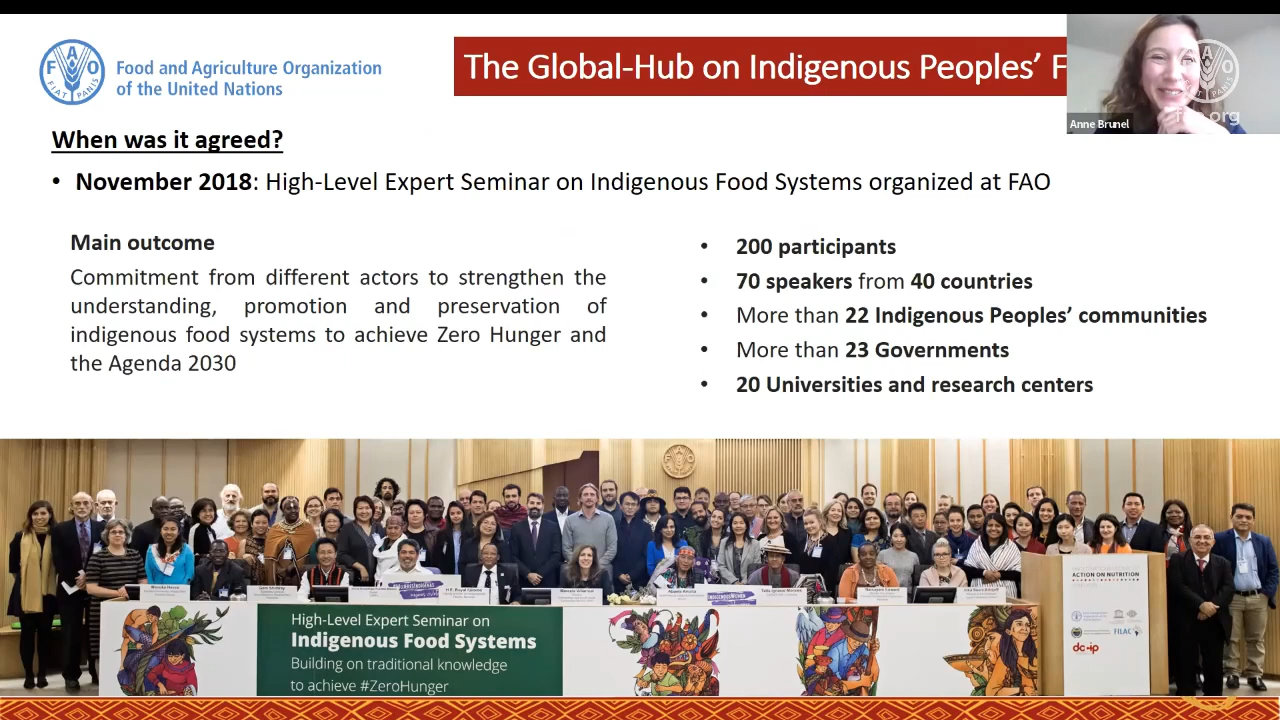 Food and Agriculture Organization
of the United Nations
The Global-Hub on Indigenous Peoples’ F
Anne Brunel
fao.org
When was it agreed?
• November 2018: High-Level Expert Seminar on Indigenous Food Systems organized at FAO
Main outcome
Commitment from different actors to strengthen the
understanding, promotion and preservation of
indigenous food systems to achieve Zero Hunger and
the Agenda 2030
• 200 participants
• 70 speakers from 40 countries
• More than 22 Indigenous Peoples’ communities
• More than 23 Governments
• 20 Universities and research centers
High-Level Expert Seminar on
Indigenous Food Systems
Building on traditional knowledge
to achieve #ZeroHunger
ACTION ON NUTRITION
FILAC